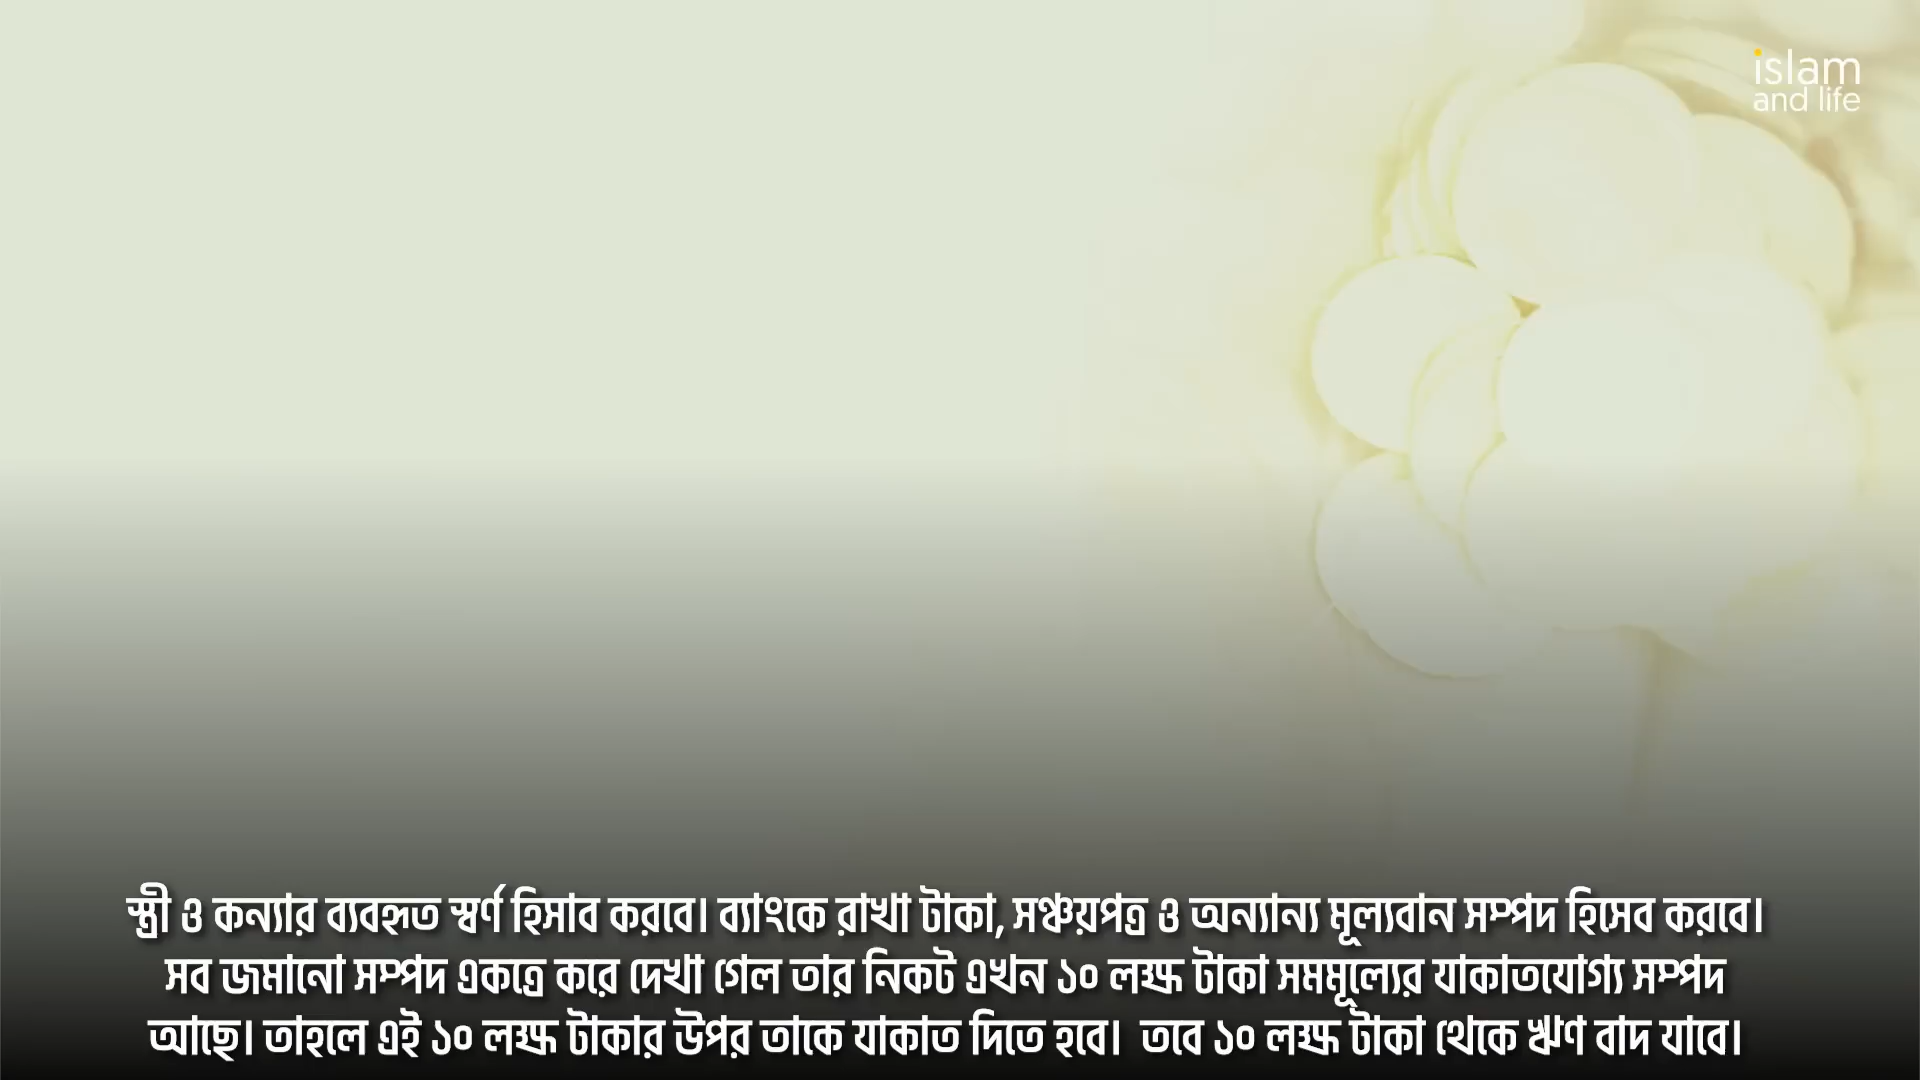 islam
and life
স্ত্রী ও কন্যার ব্যবহৃত স্বর্ণ হিসাব করবে। ব্যাংকে রাখা টাকা, সঞ্চয়পত্র ও অন্যান্য মূল্যবান সম্পদ হিসেব করবে।
সব জমানো সম্পদ একত্রে করে দেখা গেল তার নিকট এখন ১০ লক্ষ টাকা সমমূল্যের যাকাতযোগ্য সম্পদ
আছে। তাহলে এই ১০ লক্ষ টাকার উপর তাকে যাকাত দিতে হবে। তবে ১০ লক্ষ টাকা থেকে ঋণ বাদ যাবে।